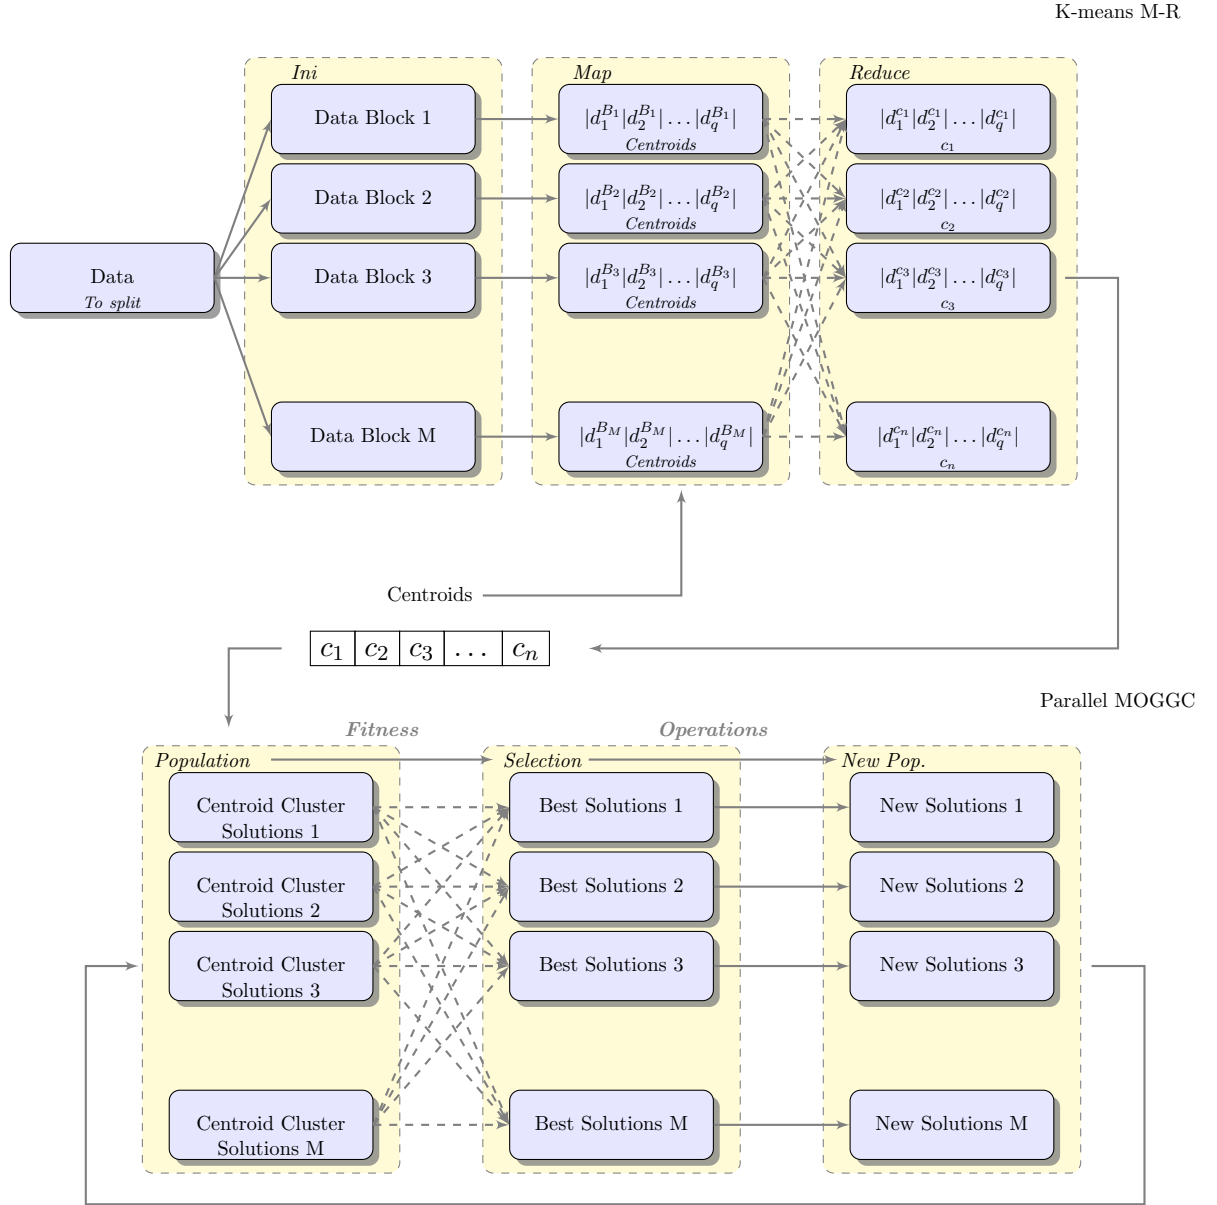 K-means M-R
Ini
Map
Reduce
Data Block 1
|d_1^{B_1}|d_2^{B_1}|...|d_q^{B_1}|
Centroids
|d_1^{c_1}|d_2^{c_1}|...|d_q^{c_1}|
c_1
Data Block 2
|d_1^{B_2}|d_2^{B_2}|...|d_q^{B_2}|
Centroids
|d_1^{c_2}|d_2^{c_2}|...|d_q^{c_2}|
c_2
Data
To split
Data Block 3
|d_1^{B_3}|d_2^{B_3}|...|d_q^{B_3}|
Centroids
|d_1^{c_3}|d_2^{c_3}|...|d_q^{c_3}|
c_3
Data Block M
|d_1^{B_M}|d_2^{B_M}|...|d_q^{B_M}|
Centroids
|d_1^{c_n}|d_2^{c_n}|...|d_q^{c_n}|
c_n
Centroids
c_1 c_2 c_3 ... c_n
Parallel MOGGC
Fitness
Operations
Population
Selection
New Pop.
Centroid Cluster
Solutions 1
Best Solutions 1
New Solutions 1
Centroid Cluster
Solutions 2
Best Solutions 2
New Solutions 2
Centroid Cluster
Solutions 3
Best Solutions 3
New Solutions 3
Centroid Cluster
Solutions M
Best Solutions M
New Solutions M